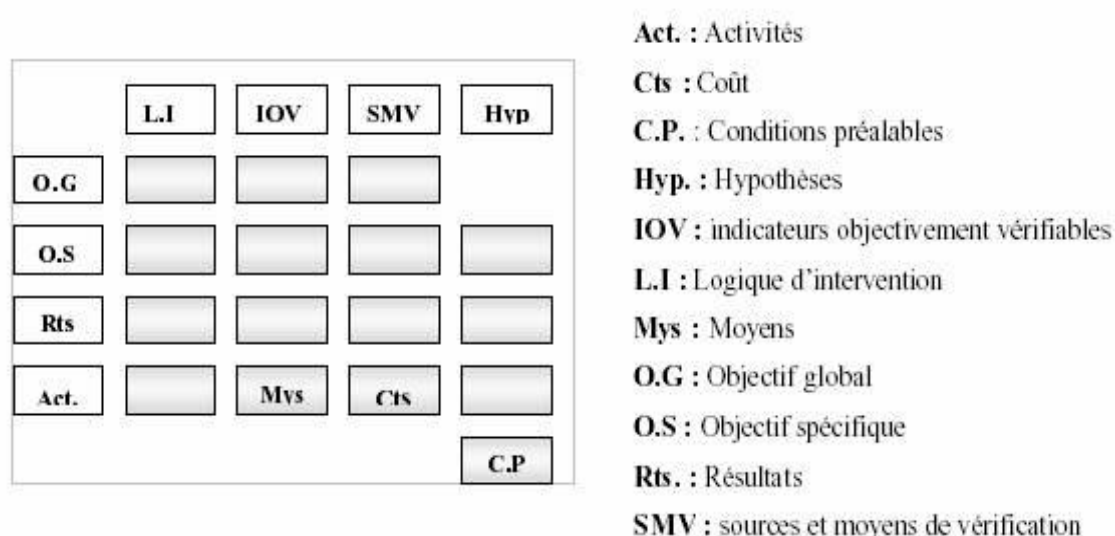 L.I IOV SMV Hyp
O.G
O.S
Rts
Act. Mys Cts
C.P
Act. : Activités
Cts : Coût
C.P. : Conditions préalables
Hyp. : Hypothèses
IOV : indicateurs objectivement vérifiables
L.I : Logique d'intervention
Mys : Moyens
O.G : Objectif global
O.S : Objectif spécifique
Rts. : Résultats
SMV : sources et moyens de vérification